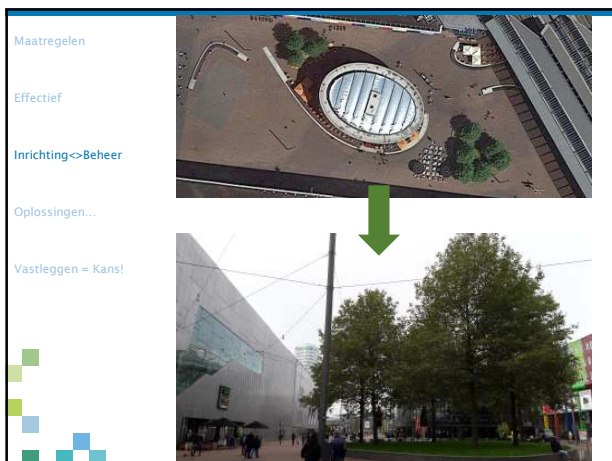 Maatregelen
Effectief
Inrichting<>Beheer
Oplossingen...
Vastleggen = Kans!